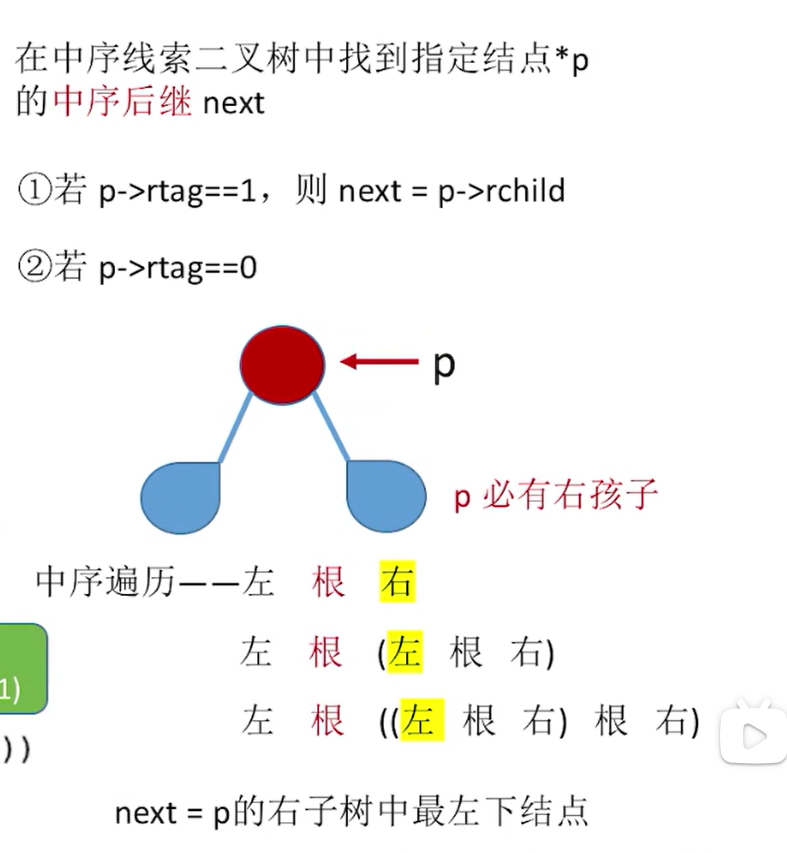 在中序线索二叉树中找到指定结点*p
的中序后继 next
①若 p->rtag==1，则 next = p->rchild
②若 p->rtag==0
p
p 必有右孩子
中序遍历——左 根 右
左 根 (左 根 右)
1)
左 根 ((左 根 右) 根 右)
))
next = p的右子树中最左下结点